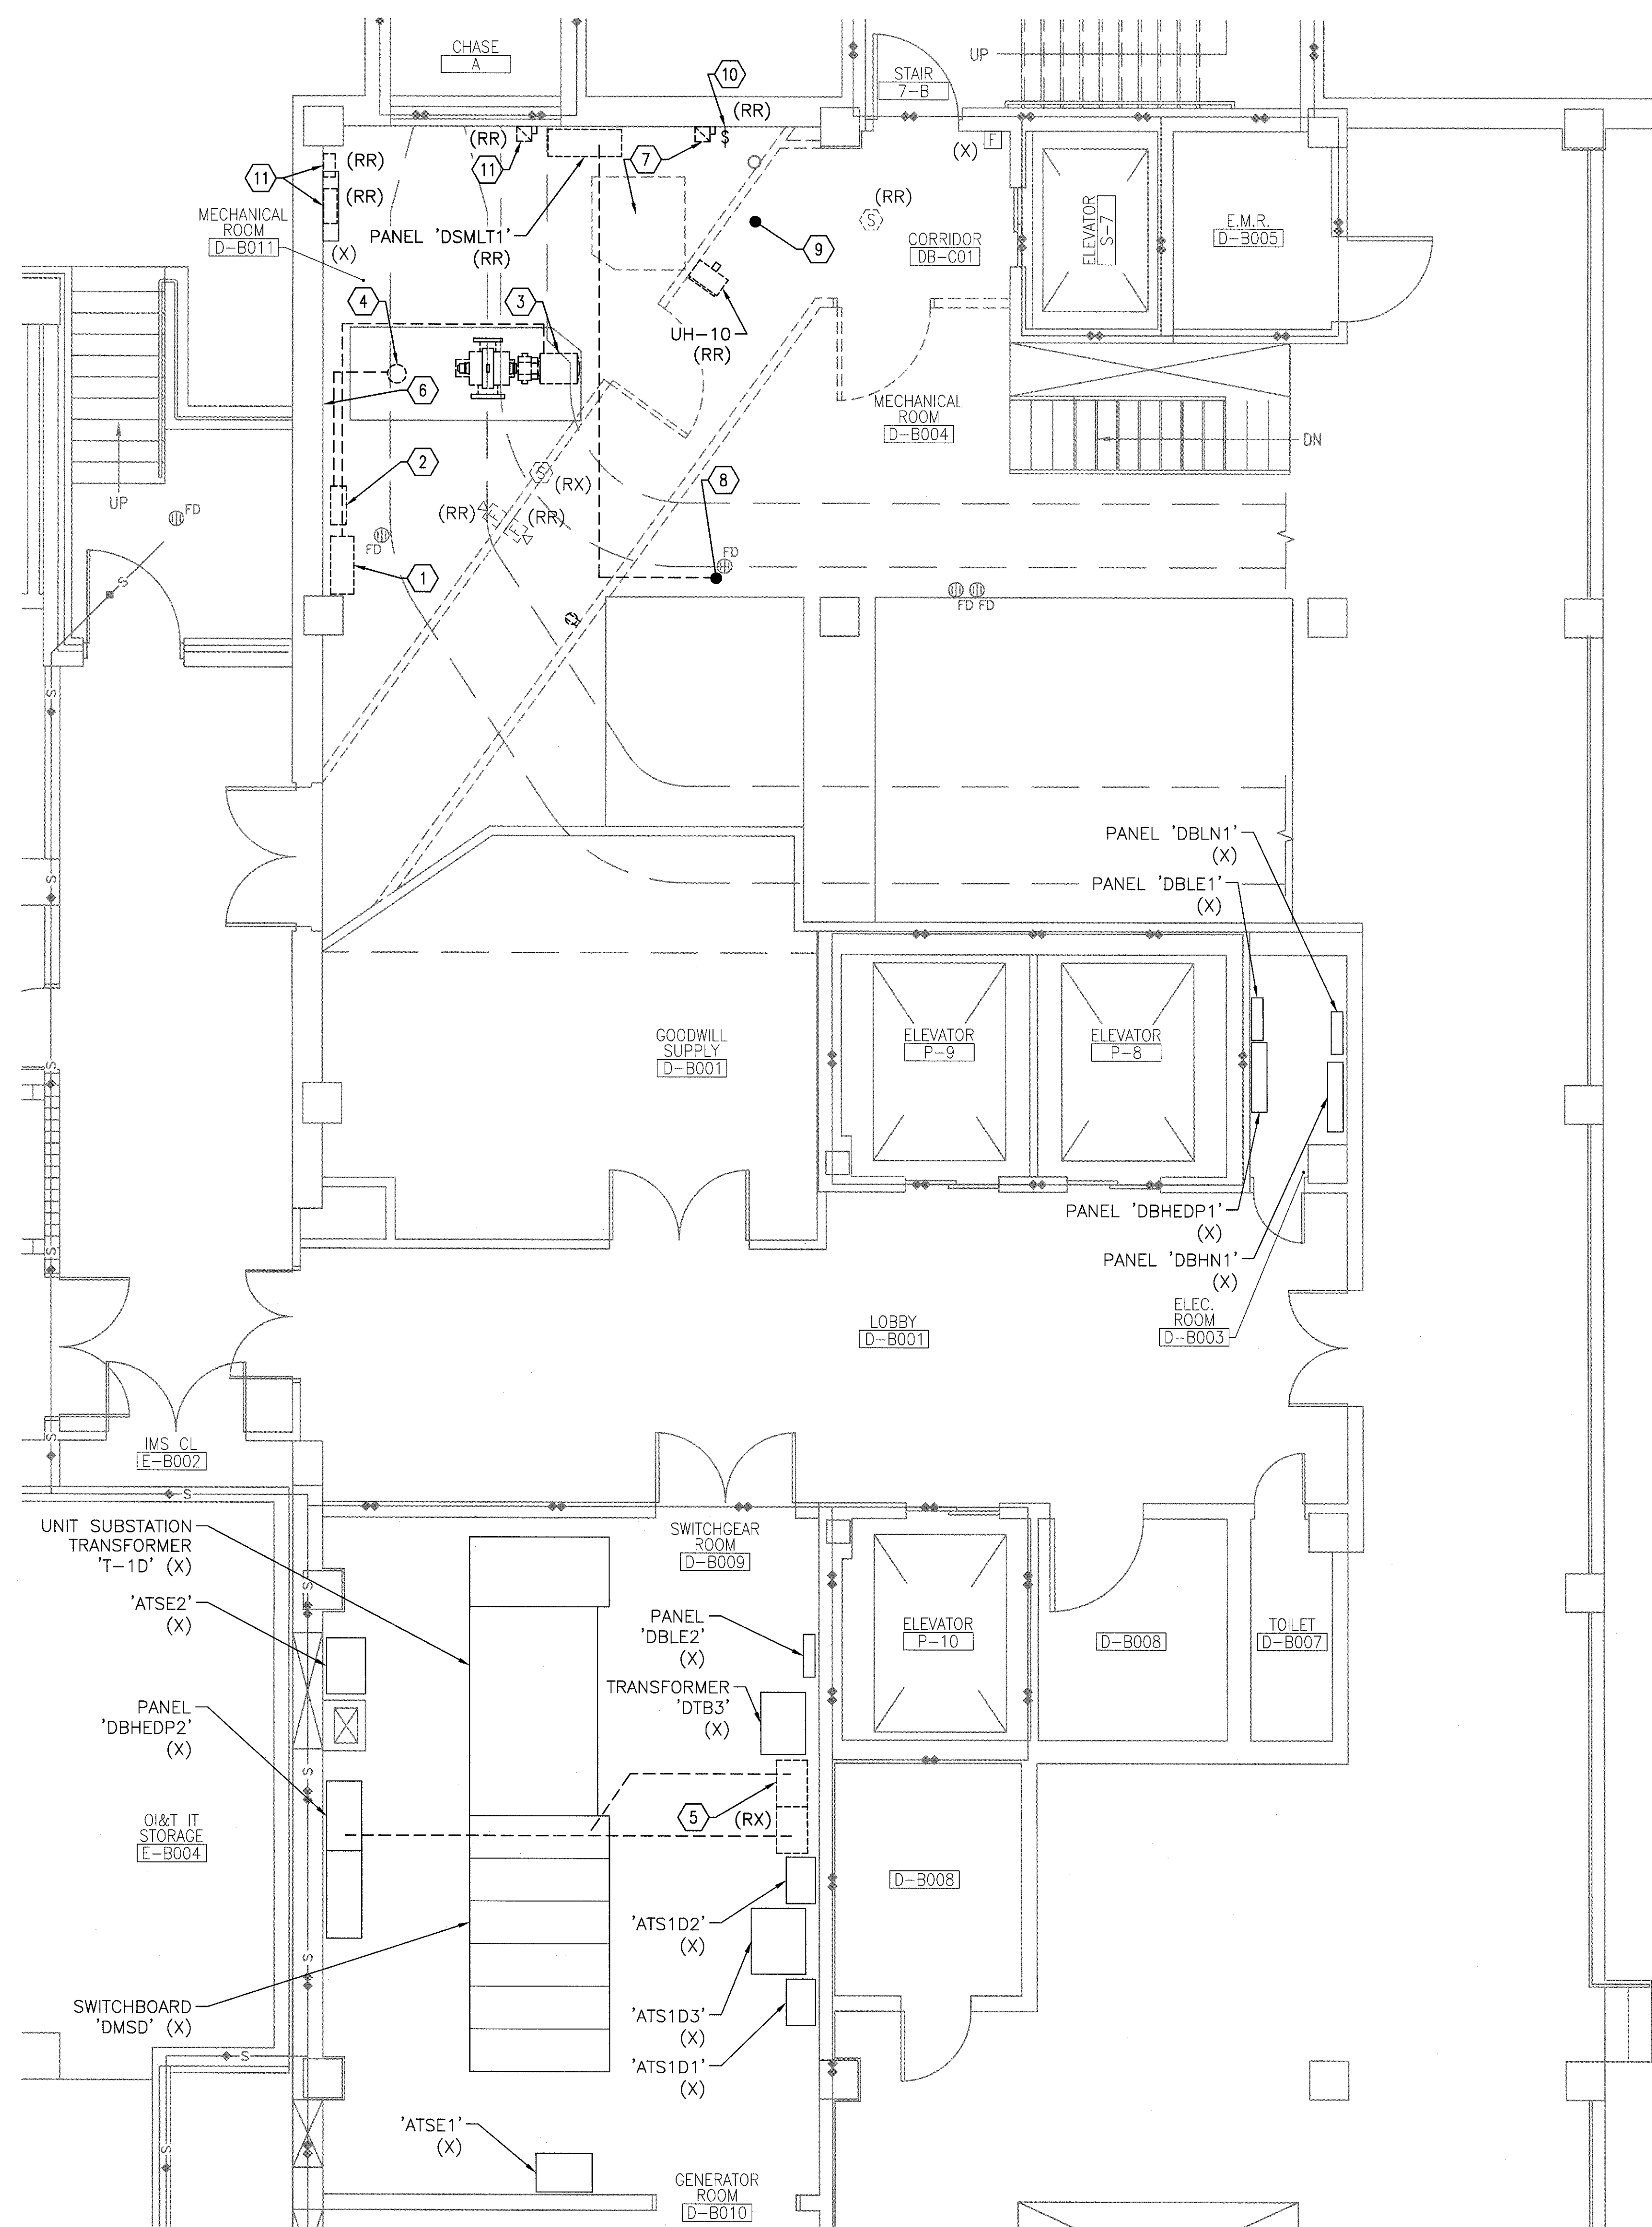 CHASE
A
UP
STAIR
7-B
10
(RR)
(RR)
11
7
(X)
F
11
(RR)
(RR)
MECHANICAL
ROOM
D-B011
(X)
PANEL 'DSMLT1'
(RR)
9
S
(RR)
CORRIDOR
DB-C01
ELEVATOR
S-7
E.M.R.
D-B005
4
3
UH-10
(RR)
6
MECHANICAL
ROOM
D-B004
DN
2
8
UP
FD
S
(RX)
(RR)
(RR)
FD
FD
1
S
FD FD
S
S
PANEL 'DBLN1'
(X)
PANEL 'DBLE1'
(X)
GOODWILL
SUPPLY
D-B001
ELEVATOR
P-9
ELEVATOR
P-8
S
PANEL 'DBHEDP1'
(X)
PANEL 'DBHN1'
(X)
S
ELEC.
ROOM
D-B003
LOBBY
D-B001
S
IMS CL
E-B002
S
UNIT SUBSTATION
TRANSFORMER
'T-1D' (X)
SWITCHGEAR
ROOM
D-B009
'ATSE2'
(X)
S
PANEL
'DBLE2'
(X)
ELEVATOR
P-10
D-B008
TOILET
D-B007
TRANSFORMER
'DTB3'
(X)
PANEL
'DBHEDP2'
(X)
S
5
(RX)
OI&T IT
STORAGE
E-B004
D-B008
'ATS1D2'
(X)
S
SWITCHBOARD
'DMSD' (X)
'ATS1D3'
(X)
S
'ATS1D1'
(X)
'ATSE1'
(X)
S
GENERATOR
ROOM
D-B010